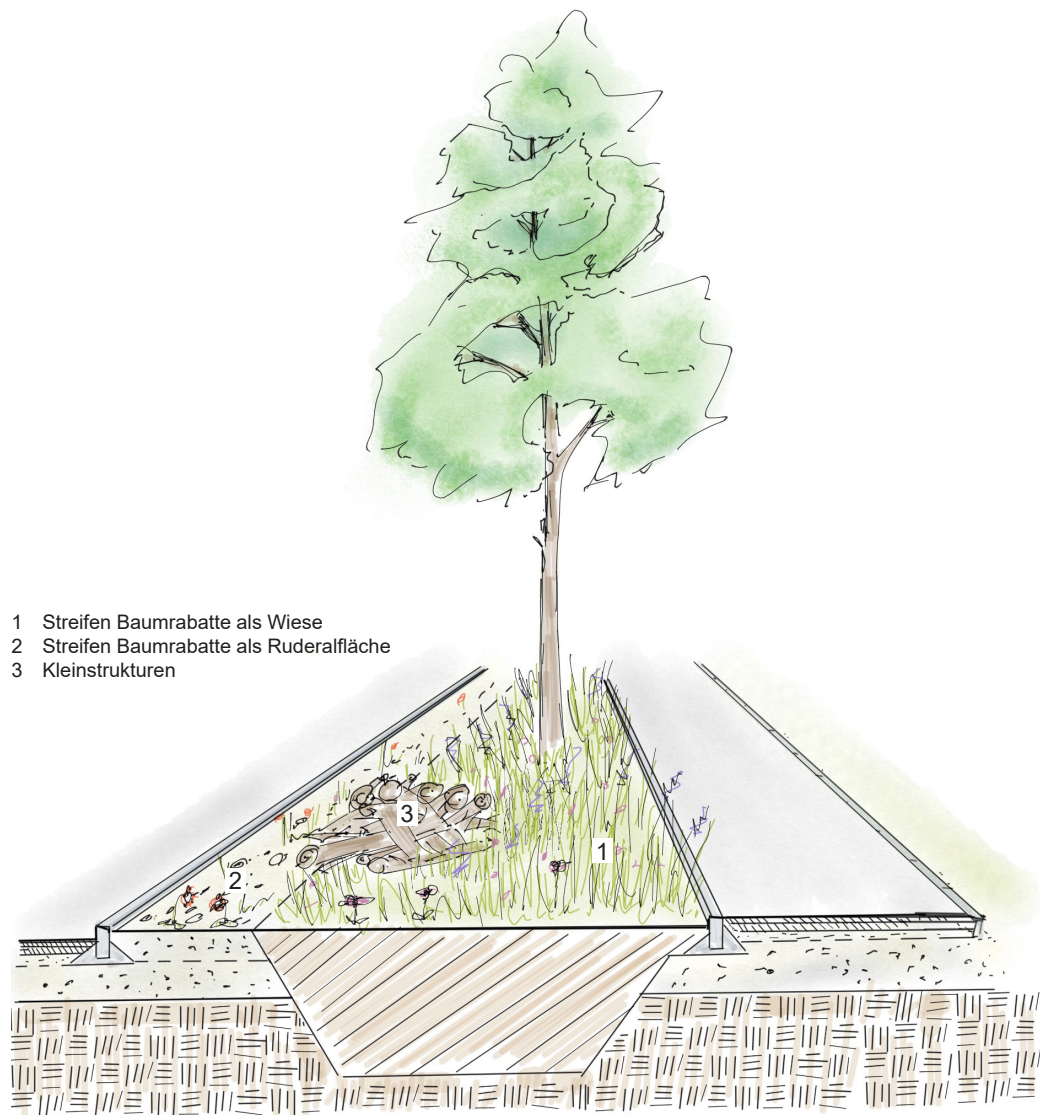 1 Streifen Baumrabatte als Wiese
2 Streifen Baumrabatte als Ruderalfläche
3 Kleinstrukturen
3
1
2